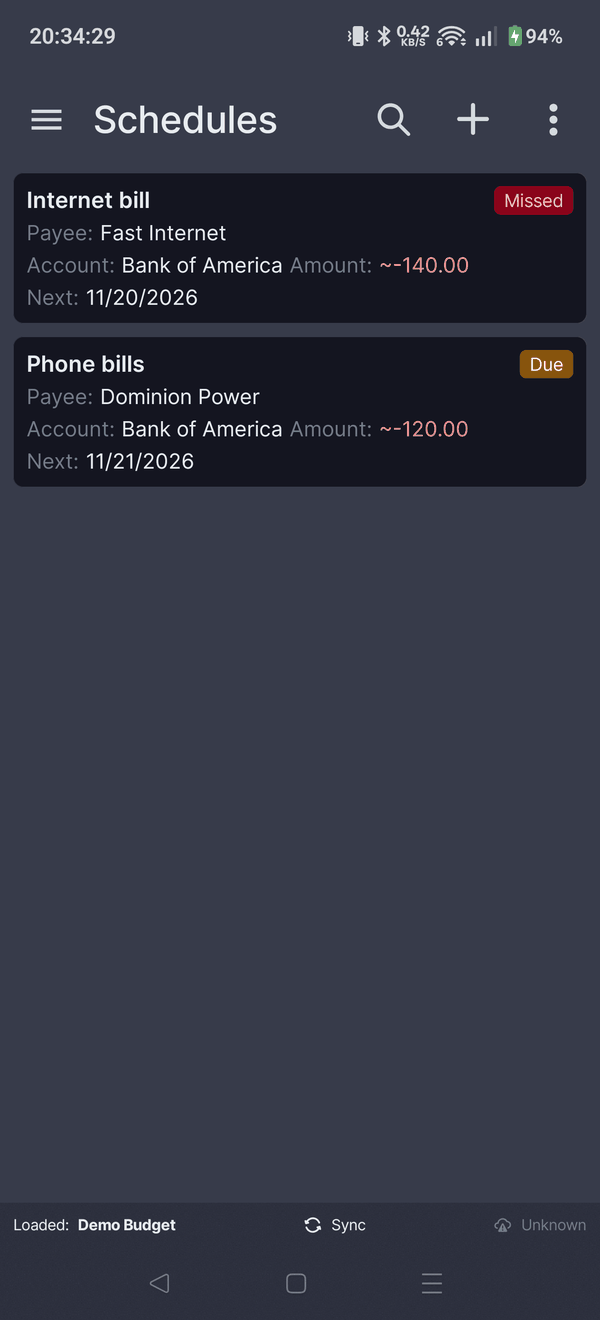 20:34:29 0.42 KB/S 6 94%
Schedules
Internet bill Missed
Payee: Fast Internet
Account: Bank of America Amount: ~-140.00
Next: 11/20/2026
Phone bills Due
Payee: Dominion Power
Account: Bank of America Amount: ~-120.00
Next: 11/21/2026
Loaded: Demo Budget Sync Unknown